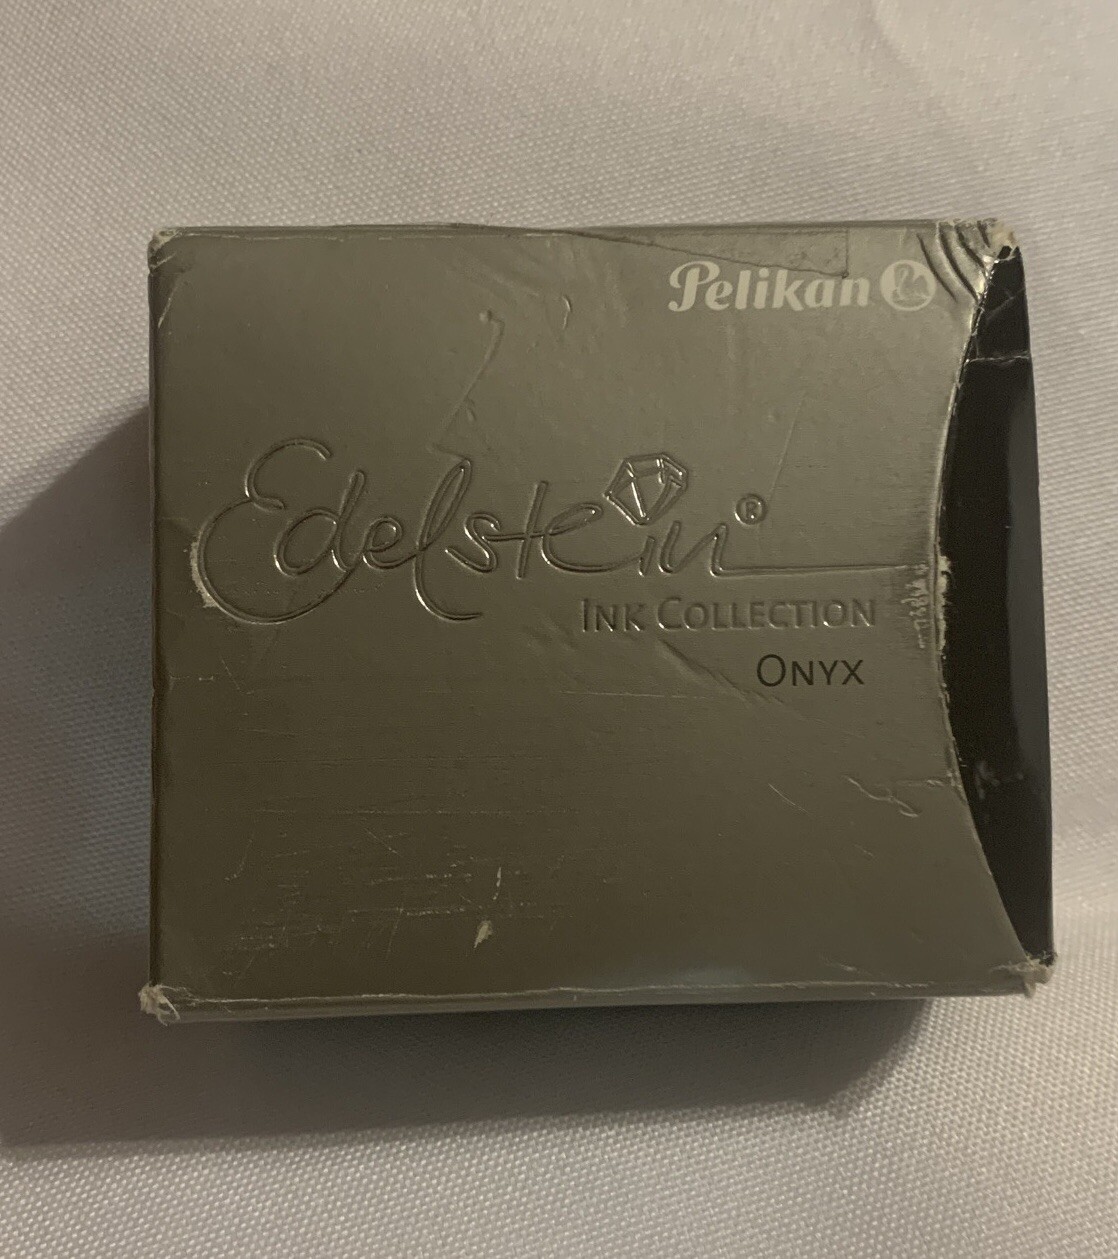 Pelikan
Edelstein®
INK COLLECTION
ONYX